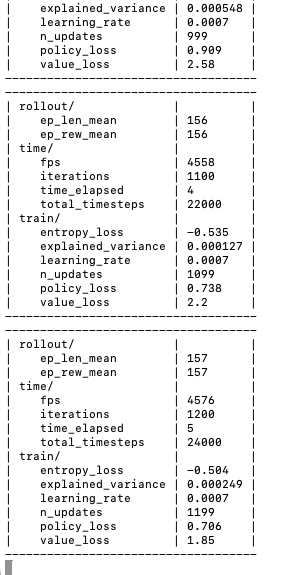 |    explained_variance | 0.000548 |
|    learning_rate      | 0.0007   |
|    n_updates          | 999      |
|    policy_loss        | 0.909    |
|    value_loss         | 2.58     |
------------------------------------
------------------------------------
| rollout/              |          |
|    ep_len_mean        | 156      |
|    ep_rew_mean        | 156      |
| time/                 |          |
|    fps                | 4558     |
|    iterations         | 1100     |
|    time_elapsed       | 4        |
|    total_timesteps    | 22000    |
| train/                |          |
|    entropy_loss       | -0.535   |
|    explained_variance | 0.000127 |
|    learning_rate      | 0.0007   |
|    n_updates          | 1099     |
|    policy_loss        | 0.738    |
|    value_loss         | 2.2      |
------------------------------------
------------------------------------
| rollout/              |          |
|    ep_len_mean        | 157      |
|    ep_rew_mean        | 157      |
| time/                 |          |
|    fps                | 4576     |
|    iterations         | 1200     |
|    time_elapsed       | 5        |
|    total_timesteps    | 24000    |
| train/                |          |
|    entropy_loss       | -0.504   |
|    explained_variance | 0.000249 |
|    learning_rate      | 0.0007   |
|    n_updates          | 1199     |
|    policy_loss        | 0.706    |
|    value_loss         | 1.85     |
------------------------------------